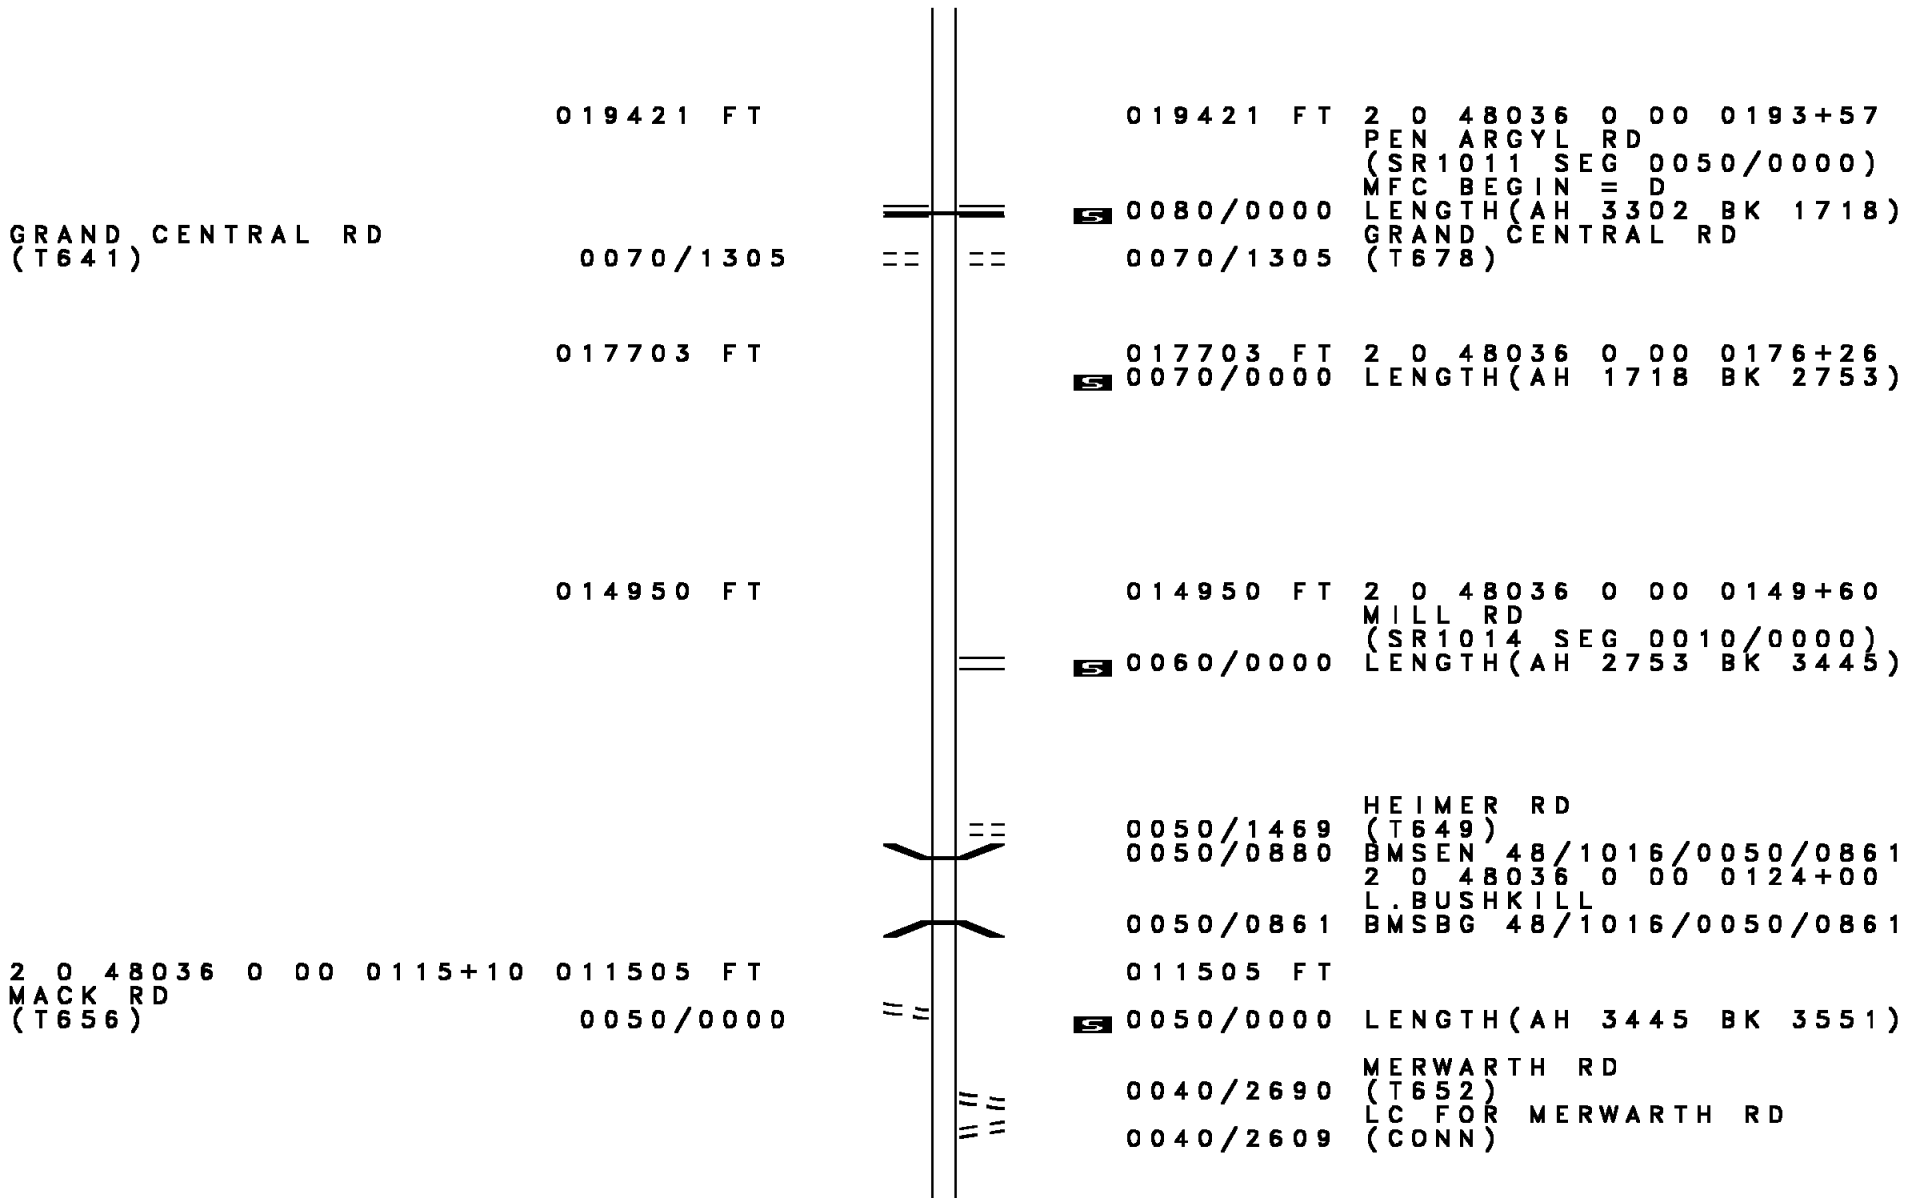 019421 FT 019421 FT 2 0 48036 0 00 0193+57
PEN ARGYL RD
(SR1011 SEG 0050/0000)
MFC BEGIN = D
S 0080/0000 LENGTH(AH 3302 BK 1718)
GRAND CENTRAL RD GRAND CENTRAL RD
(T641) 0070/1305 0070/1305 (T678)
017703 FT 017703 FT 2 0 48036 0 00 0176+26
S 0070/0000 LENGTH(AH 1718 BK 2753)
014950 FT 014950 FT 2 0 48036 0 00 0149+60
MILL RD
(SR1014 SEG 0010/0000)
S 0060/0000 LENGTH(AH 2753 BK 3445)
HEIMER RD
0050/1469 (T649)
0050/0880 BMSEN 48/1016/0050/0861
2 0 48036 0 00 0124+00
L.BUSHKILL
0050/0861 BMSBG 48/1016/0050/0861
2 0 48036 0 00 0115+10 011505 FT 011505 FT
MACK RD
(T656) 0050/0000 S 0050/0000 LENGTH(AH 3445 BK 3551)
MERWARTH RD
0040/2690 (T652)
LC FOR MERWARTH RD
0040/2609 (CONN)